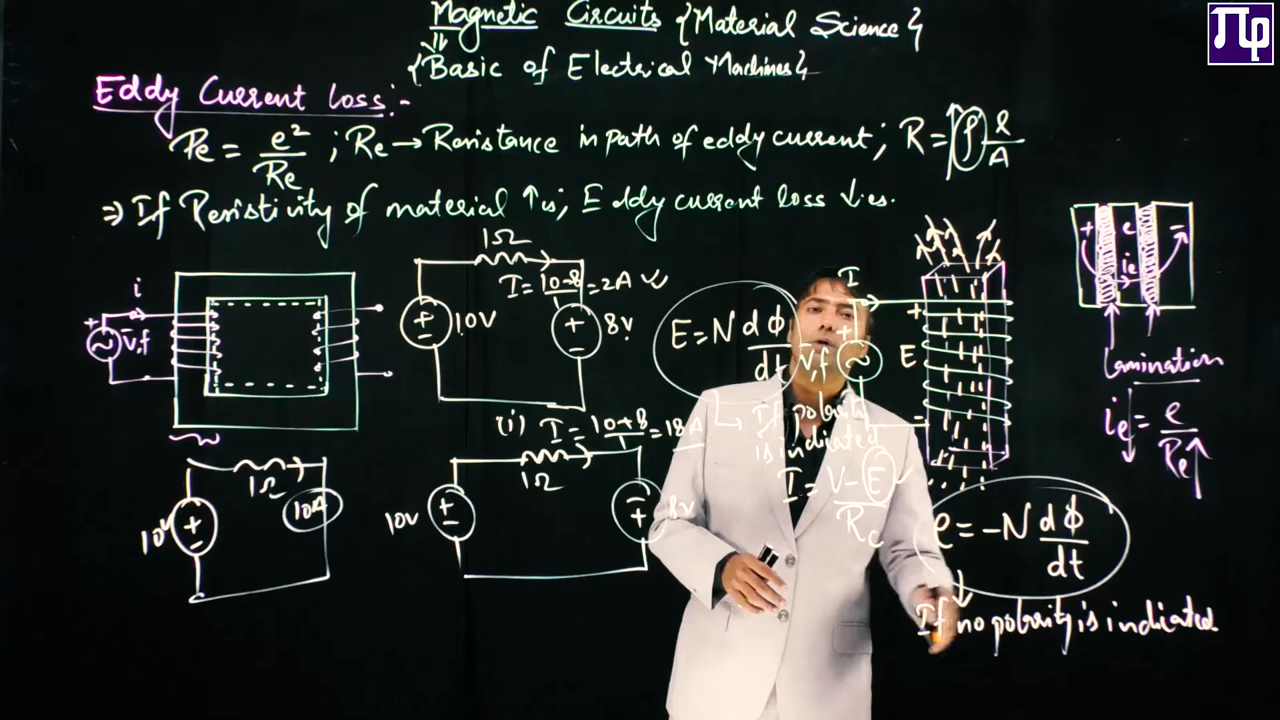 Magnetic Circuits {Material Science}
⇓
{Basic of Electrical Machines}
πφ
Eddy Current Loss:-
Pe = e²/Re ; Re → Resistance in path of eddy current; R = ρ l/A
⇒ If Resistivity of material ↑es; Eddy current loss ↓es.
i
+
V,f
1Ω
I = 10-8/1 = 2A ✓
10V
+
-
+
-
8V
E = N dφ/dt
If polarity
is indicated
I = V-E/Rc
I
+
V,f
+
E
-
+ e -
ie
Lamination
ie↓ = e/Re↑
10V
+
-
1Ω
10A
(i) I = 10+8/1 = 18A
1Ω
10V
+
-
-
+
8V
e = -N dφ/dt
If no polarity is indicated